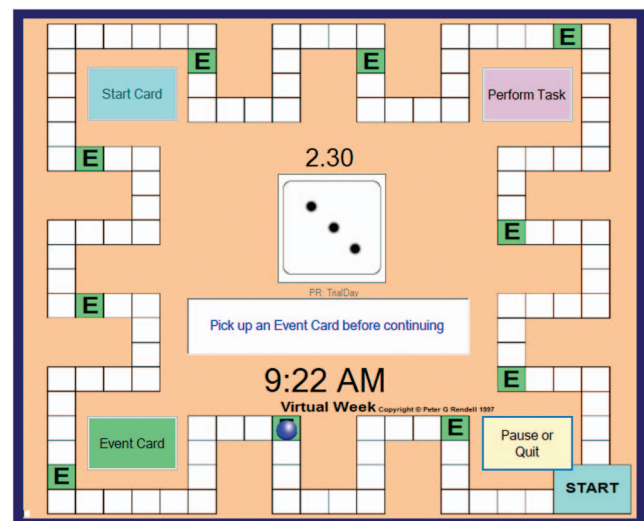 E
E
E
Start Card
Perform Task
2.30
E
E
PR: TrialDay
E
Pick up an Event Card before continuing
9:22 AM
E
Virtual Week Copyright © Peter G Rendell 1997
Event Card
E
Pause or
Quit
E
START